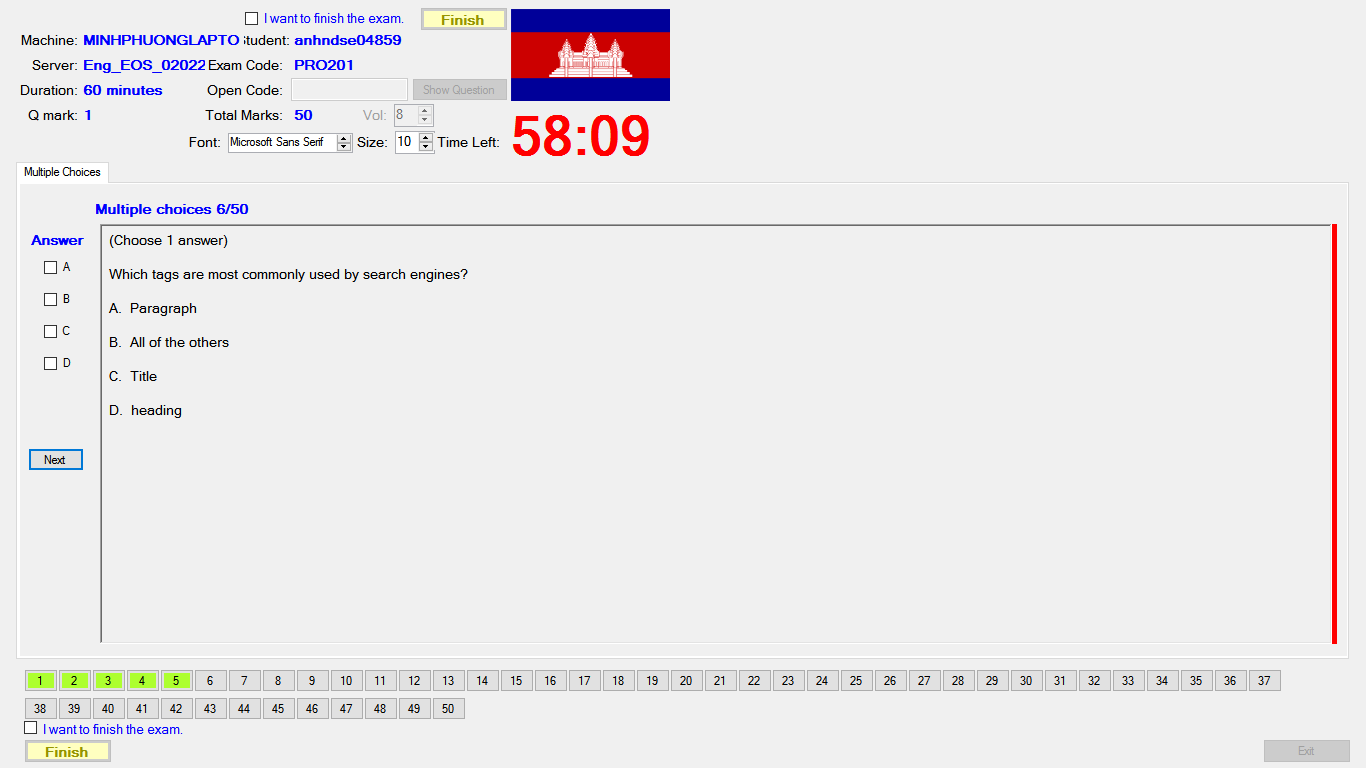 I want to finish the exam. Finish
Machine: MINHPHUONGLAPTO Student: anhndse04859
Server: Eng_EOS_02022 Exam Code: PRO201
Duration: 60 minutes Open Code: Show Question
Q mark: 1 Total Marks: 50 Vol: 8
58:09
Font: Microsoft Sans Serif Size: 10 Time Left:
Multiple Choices
Multiple choices 6/50
Answer
A
B
C
D
Next
(Choose 1 answer)
Which tags are most commonly used by search engines?
A. Paragraph
B. All of the others
C. Title
D. heading
1 2 3 4 5 6 7 8 9 10 11 12 13 14 15 16 17 18 19 20 21 22 23 24 25 26 27 28 29 30 31 32 33 34 35 36 37
38 39 40 41 42 43 44 45 46 47 48 49 50
I want to finish the exam.
Finish Exit